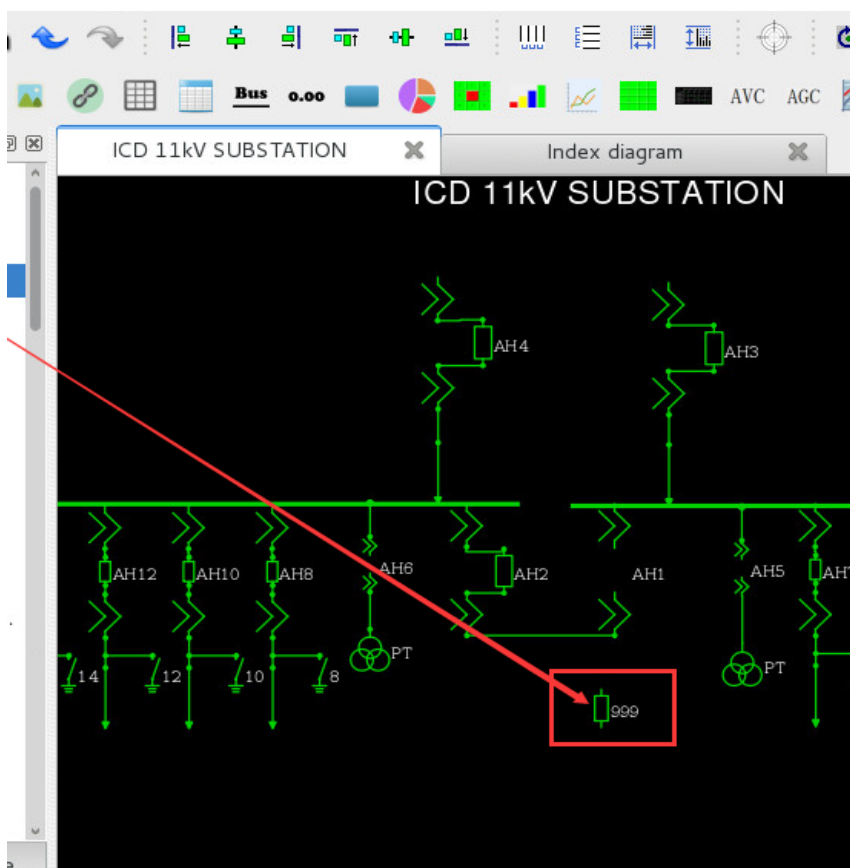 Bus 0.00 AVC AGC
ICD 11kV SUBSTATION Index diagram
ICD 11kV SUBSTATION
AH4 AH3
AH12 AH10 AH8 AH6 AH2 AH1 AH5
14 12 10 8 PT PT
999